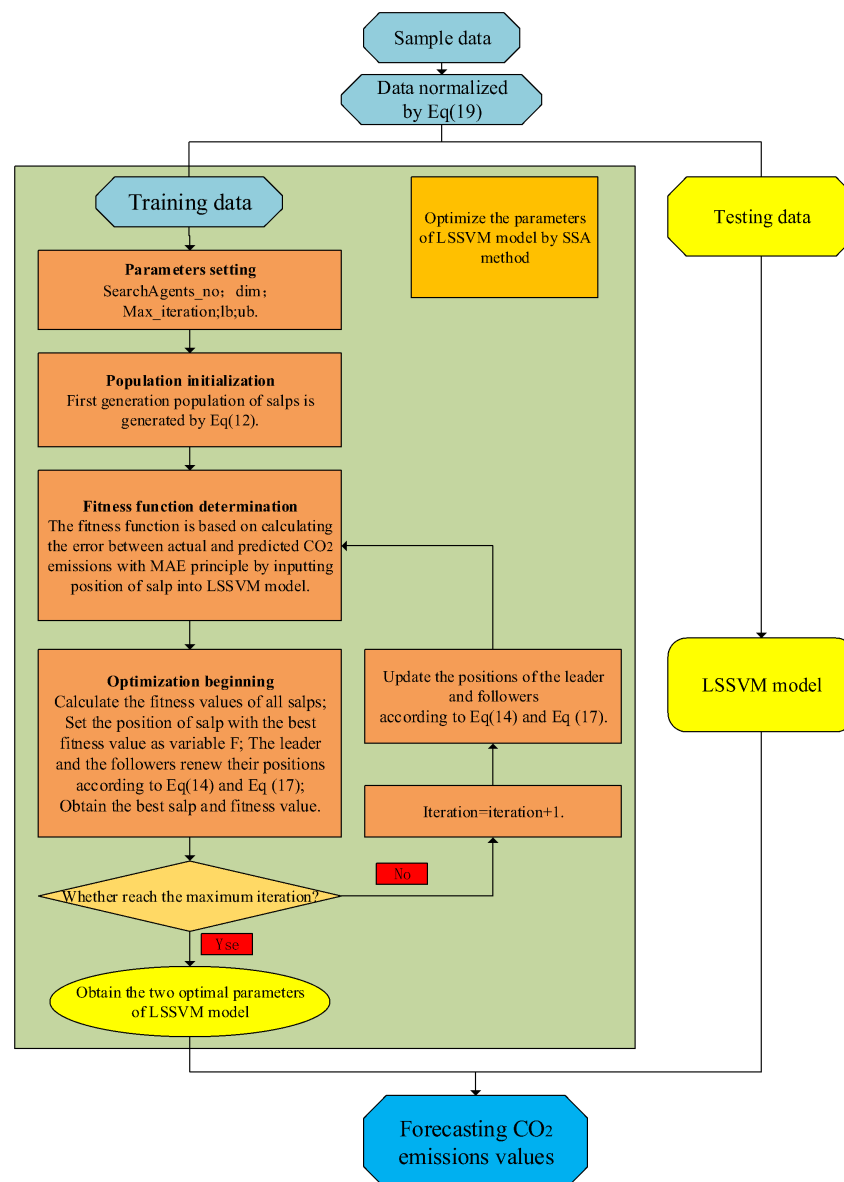 Sample data
Data normalized
by Eq(19)
Training data
Optimize the parameters
of LSSVM model by SSA
method
Testing data
Parameters setting
SearchAgents_no; dim;
Max_iteration;lb;ub.
Population initialization
First generation population of salps is
generated by Eq(12).
Fitness function determination
The fitness function is based on calculating
the error between actual and predicted CO2
emissions with MAE principle by inputting
position of salp into LSSVM model.
Optimization beginning
Calculate the fitness values of all salps;
Set the position of salp with the best
fitness value as variable F; The leader
and the followers renew their positions
according to Eq(14) and Eq (17);
Obtain the best salp and fitness value.
Update the positions of the leader
and followers
according to Eq(14) and Eq (17).
LSSVM model
Iteration=iteration+1.
Whether reach the maximum iteration?
No
Yse
Obtain the two optimal parameters
of LSSVM model
Forecasting CO2
emissions values